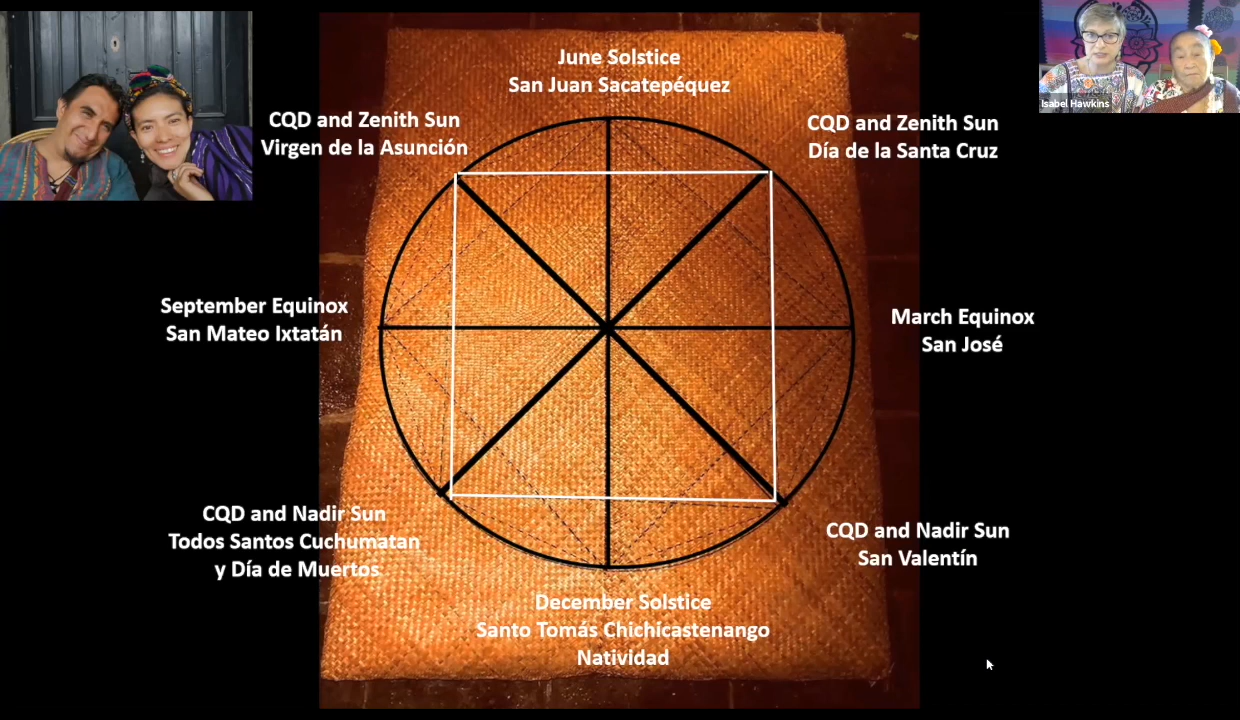 June Solstice
San Juan Sacatepéquez
CQD and Zenith Sun
Virgen de la Asunción
CQD and Zenith Sun
Día de la Santa Cruz
Isabel Hawkins
September Equinox
San Mateo Ixtatán
March Equinox
San José
CQD and Nadir Sun
Todos Santos Cuchumatan
y Día de Muertos
CQD and Nadir Sun
San Valentín
December Solstice
Santo Tomás Chichicastenango
Natividad